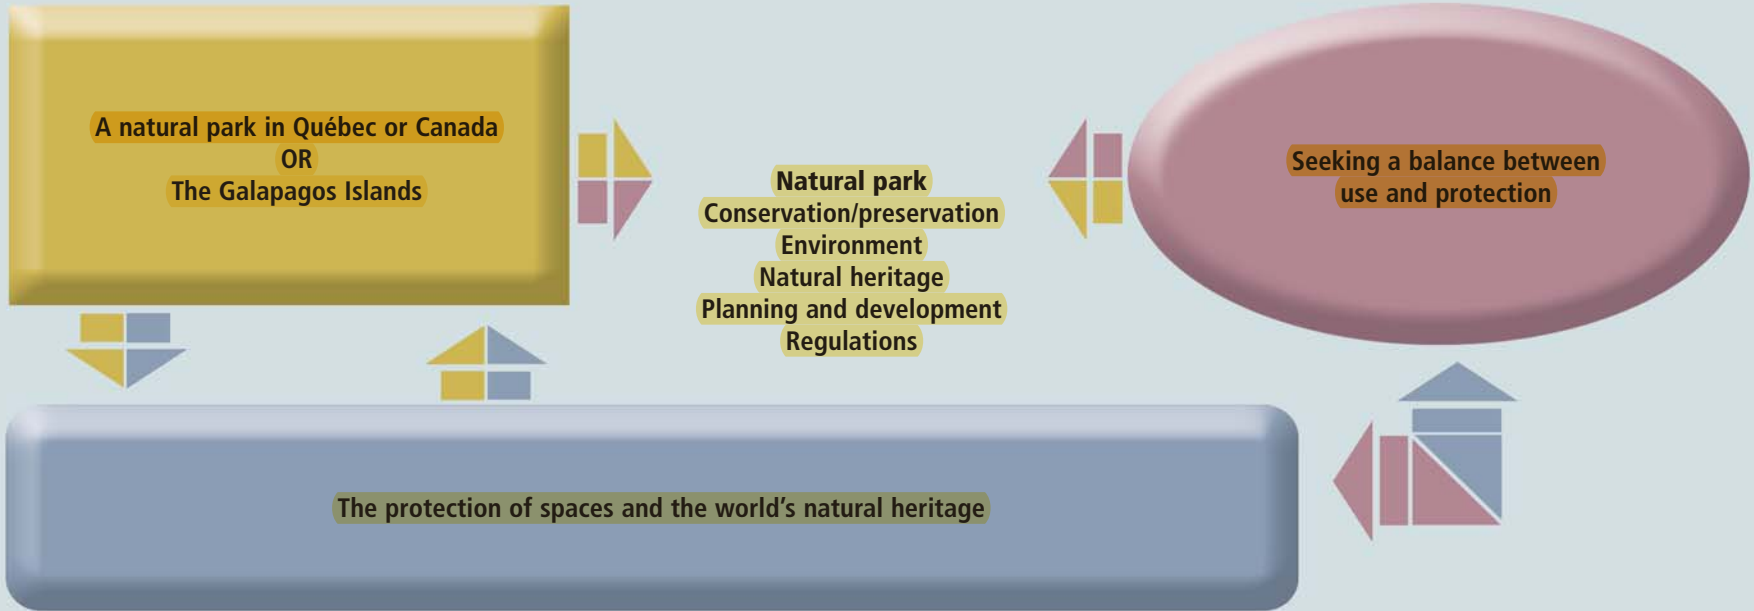 A natural park in Québec or Canada
OR
The Galapagos Islands
Natural park
Conservation/preservation
Environment
Natural heritage
Planning and development
Regulations
Seeking a balance between
use and protection
The protection of spaces and the world's natural heritage